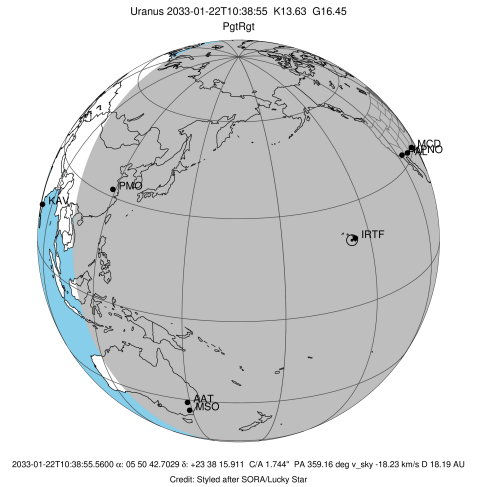 Uranus 2033-01-22T10:38:55 K13.63 G16.45
PgtRgt
MCD
KPNO
PMO
KAV
IRTF
AAT
MSO
2033-01-22T10:38:55.5600 α: 05 50 42.7029 δ: +23 38 15.911 C/A 1.744" PA 359.16 deg v_sky -18.23 km/s D 18.19 AU
Credit: Styled after SORA/Lucky Star